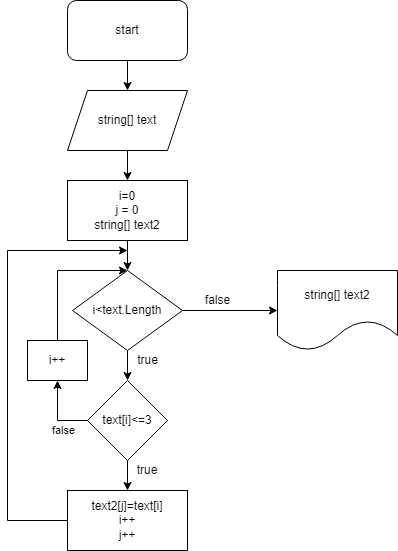 start
string[] text
i=0
j = 0
string[] text2
i<text.Length
false
string[] text2
true
i++
text[i]<=3
false
true
text2[j]=text[i]
i++
j++